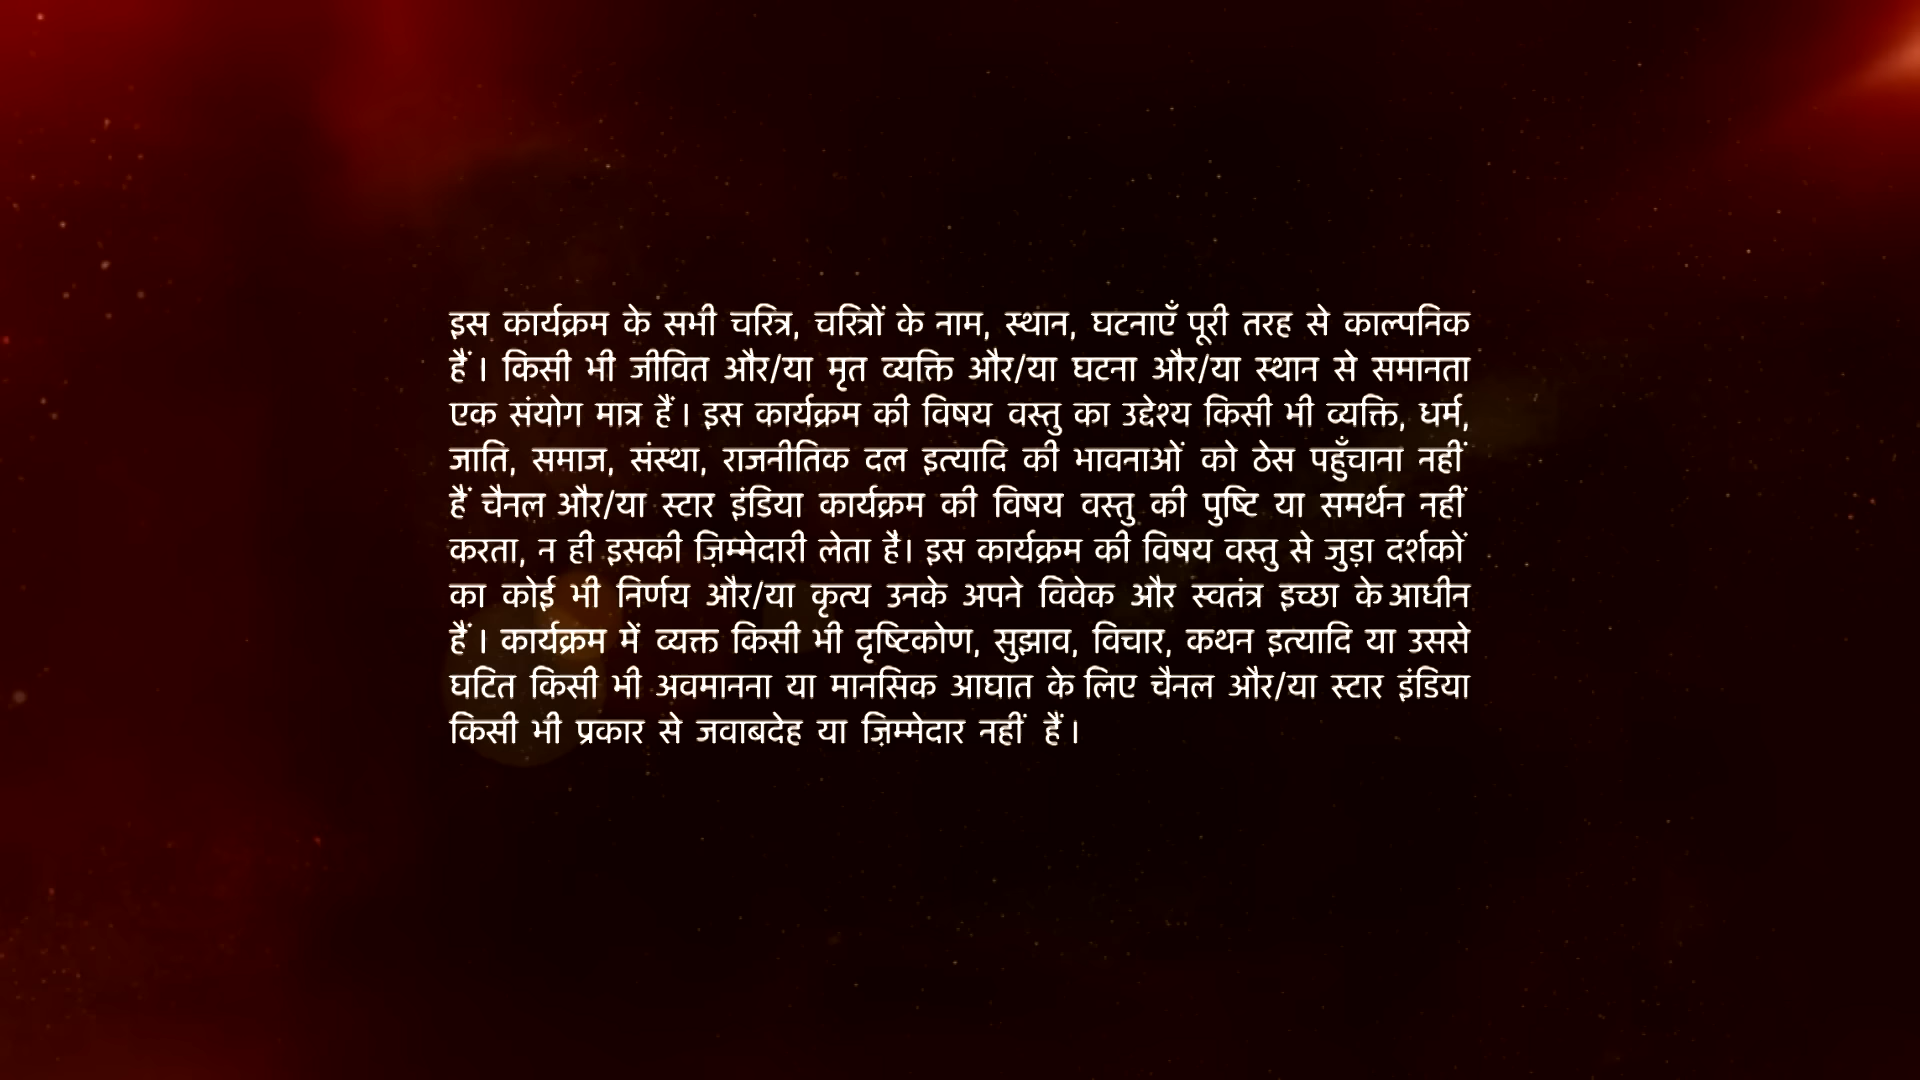 इस कार्यक्रम के सभी चरित्र, चरित्रों के नाम, स्थान, घटनाएँ पूरी तरह से काल्पनिक
हैं । किसी भी जीवित और/या मृत व्यक्ति और/या घटना और/या स्थान से समानता
एक संयोग मात्र हैं । इस कार्यक्रम की विषय वस्तु का उद्देश्य किसी भी व्यक्ति, धर्म,
जाति, समाज, संस्था, राजनीतिक दल इत्यादि की भावनाओं को ठेस पहुँचाना नहीं
हैं चैनल और/या स्टार इंडिया कार्यक्रम की विषय वस्तु की पुष्टि या समर्थन नहीं
करता, न ही इसकी ज़िम्मेदारी लेता है। इस कार्यक्रम की विषय वस्तु से जुड़ा दर्शकों
का कोई भी निर्णय और/या कृत्य उनके अपने विवेक और स्वतंत्र इच्छा के आधीन
हैं । कार्यक्रम में व्यक्त किसी भी दृष्टिकोण, सुझाव, विचार, कथन इत्यादि या उससे
घटित किसी भी अवमानना या मानसिक आघात के लिए चैनल और/या स्टार इंडिया
किसी भी प्रकार से जवाबदेह या ज़िम्मेदार नहीं हैं ।